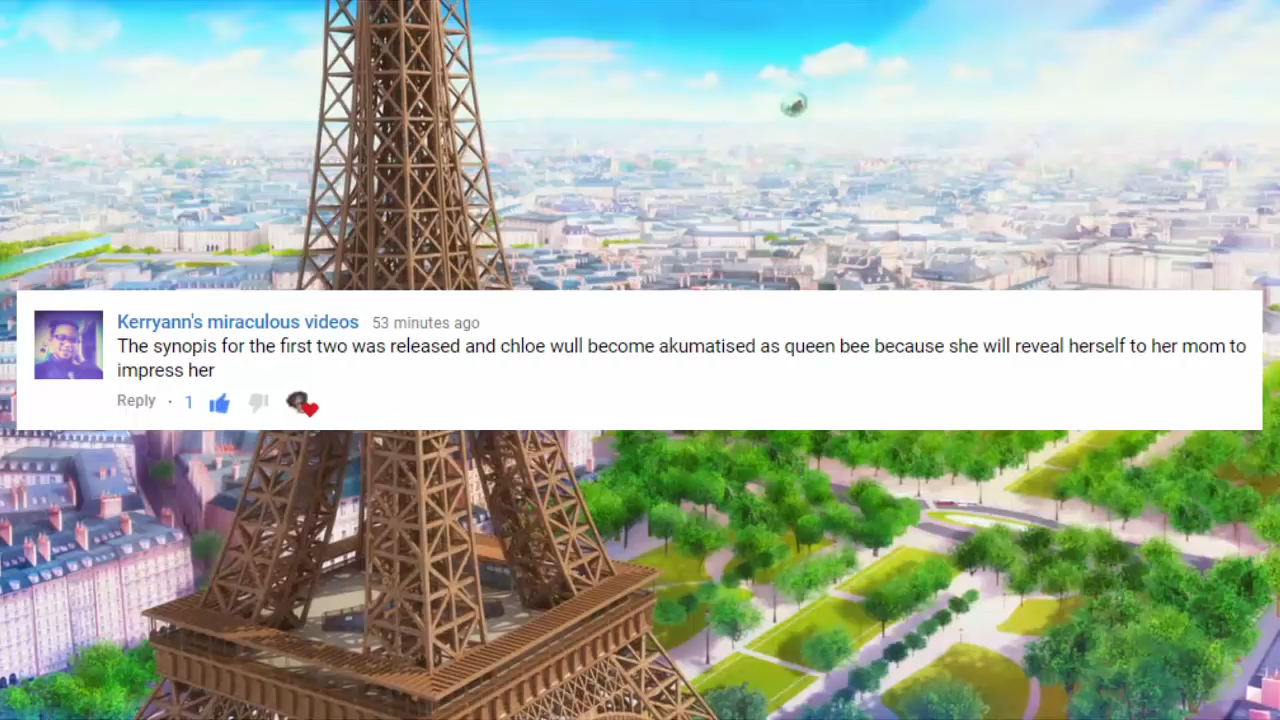 Kerryann's miraculous videos 53 minutes ago
The synopis for the first two was released and chloe wull become akumatised as queen bee because she will reveal herself to her mom to
impress her
Reply · 1